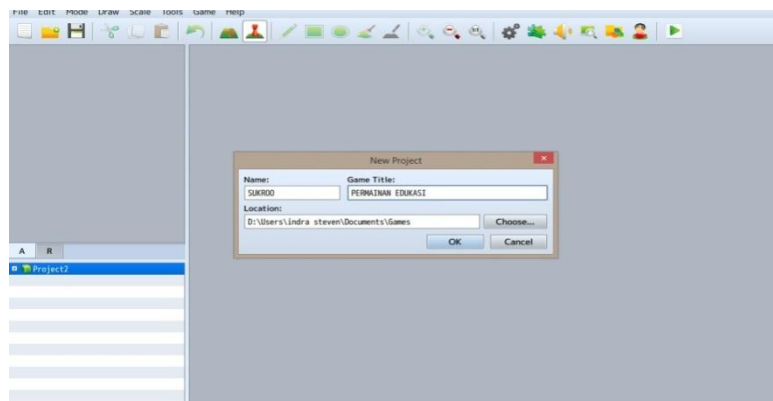 File Edit Mode Draw Scale Tools Game Help
New Project
Name: Game Title:
SUKROO PERMAINAN EDUKASI
Location:
D:\Users\indra steven\Documents\Games Choose...
OK Cancel
A R
Project2